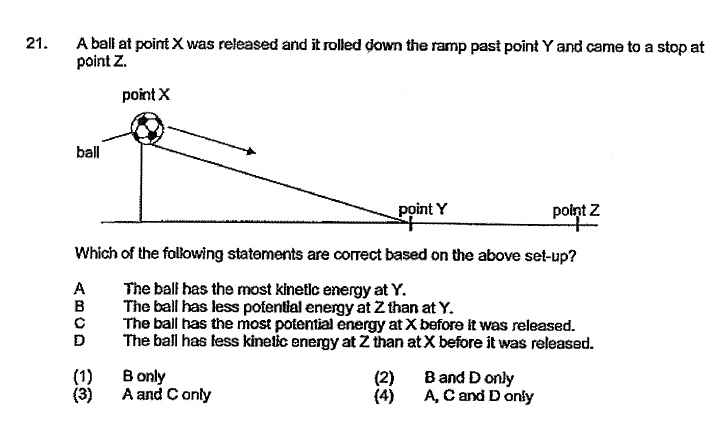 21. A ball at point X was released and it rolled down the ramp past point Y and came to a stop at
point Z.
point X
ball
point Y
point Z
Which of the following statements are correct based on the above set-up?
A The ball has the most kinetic energy at Y.
B The ball has less potential energy at Z than at Y.
C The ball has the most potential energy at X before it was released.
D The ball has less kinetic energy at Z than at X before it was released.
(1) B only (2) B and D only
(3) A and C only (4) A, C and D only